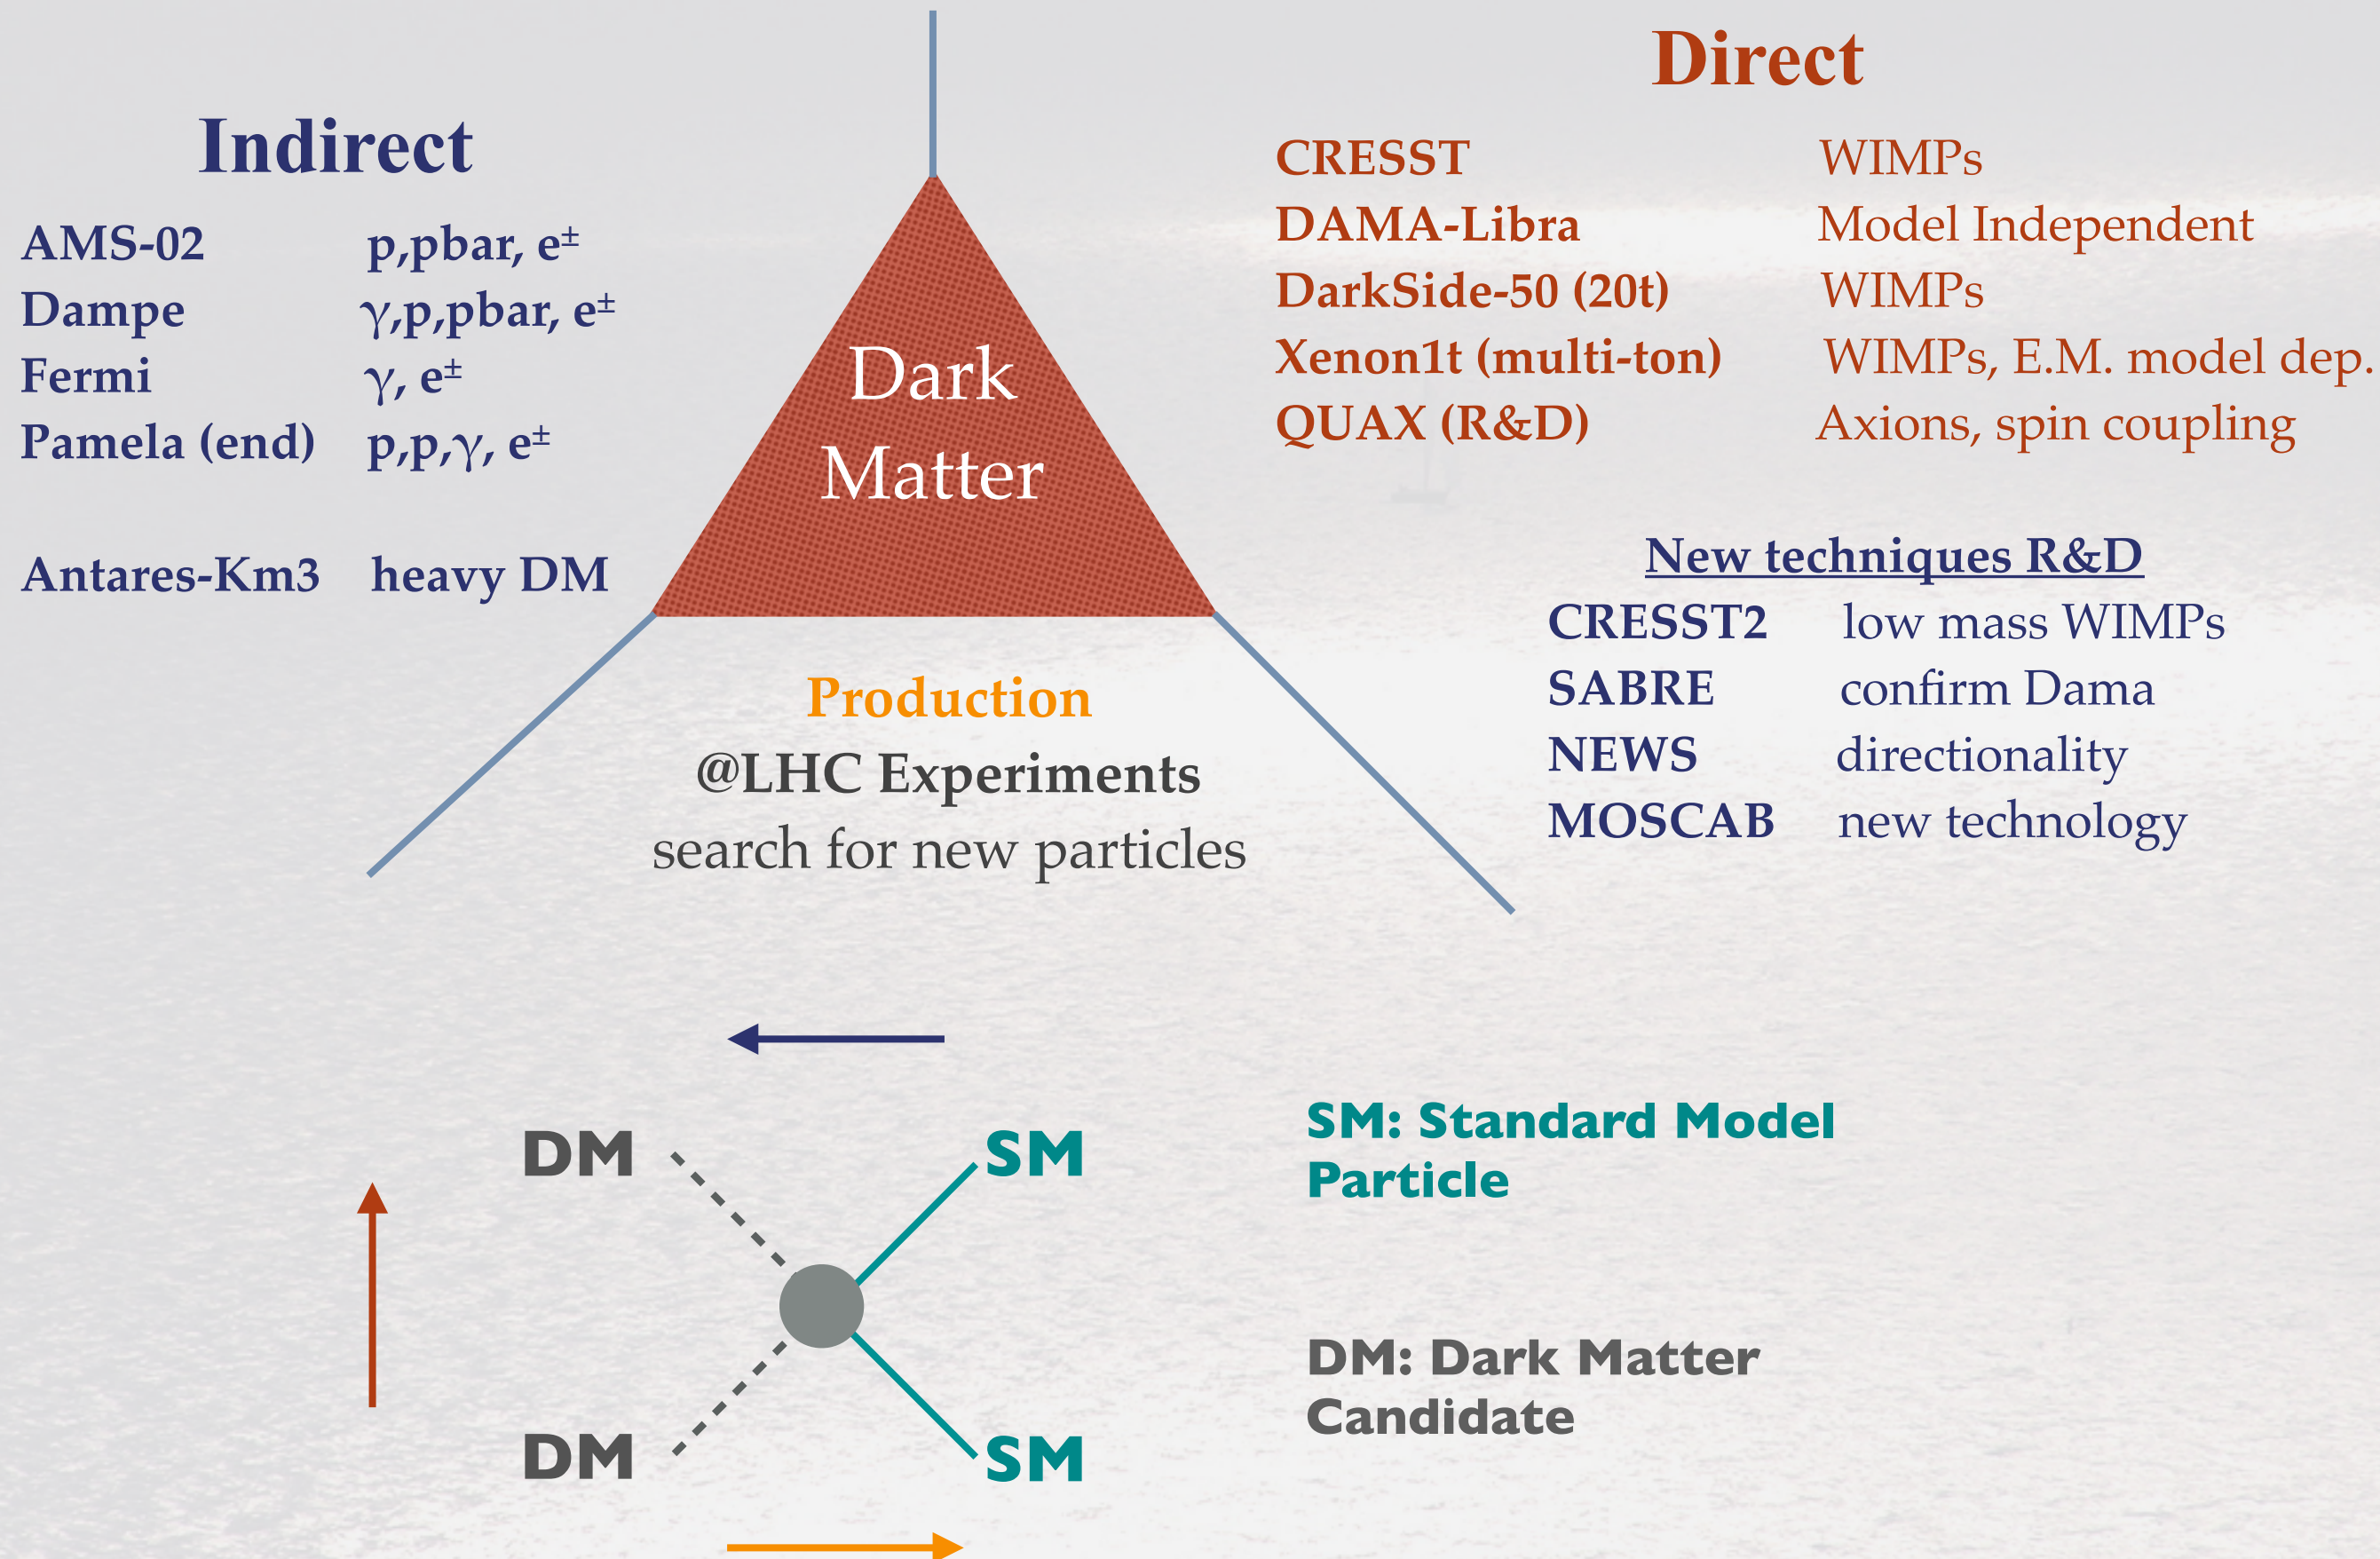 Indirect
AMS-02 p,pbar, e±
Dampe γ,p,pbar, e±
Fermi γ, e±
Pamela (end) p,p,γ, e±
Antares-Km3 heavy DM
Dark
Matter
Direct
CRESST WIMPs
DAMA-Libra Model Independent
DarkSide-50 (20t) WIMPs
Xenon1t (multi-ton) WIMPs, E.M. model dep.
QUAX (R&D) Axions, spin coupling
New techniques R&D
CRESST2 low mass WIMPs
SABRE confirm Dama
NEWS directionality
MOSCAB new technology
Production
@LHC Experiments
search for new particles
DM SM
DM SM
SM: Standard Model
Particle
DM: Dark Matter
Candidate